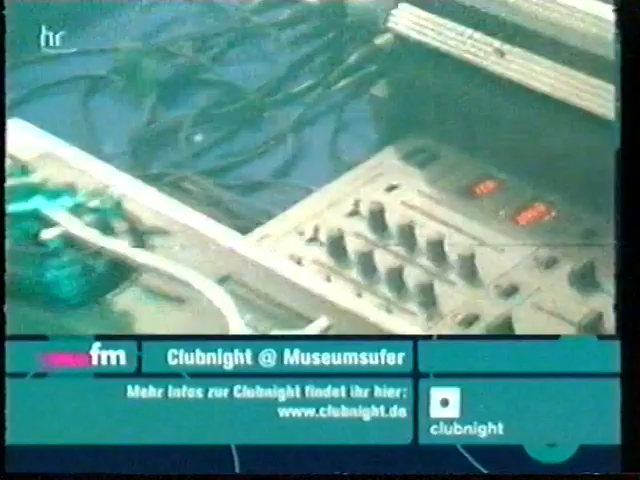 hr
fm
Clubnight @ Museumsufer
Mehr Infos zur Clubnight findet ihr hier:
www.clubnight.de
clubnight